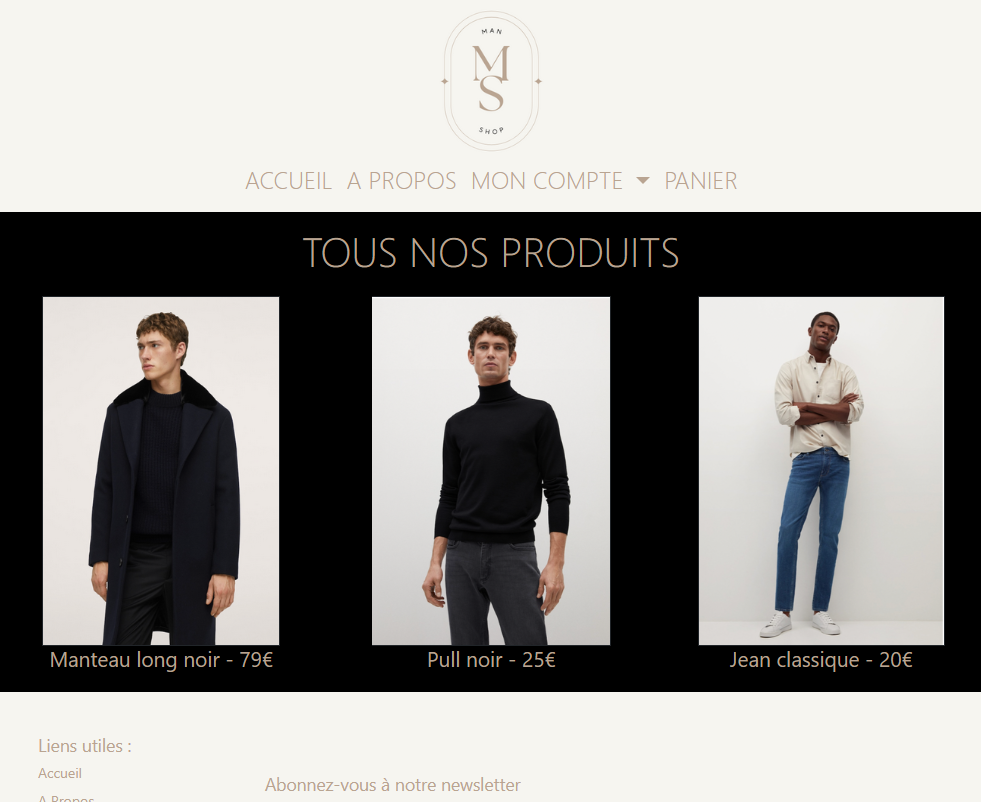 MAN
MS
SHOP
ACCUEIL A PROPOS MON COMPTE PANIER
TOUS NOS PRODUITS
Manteau long noir - 79€ Pull noir - 25€ Jean classique - 20€
Liens utiles :
Accueil
Abonnez-vous à notre newsletter
A Propos